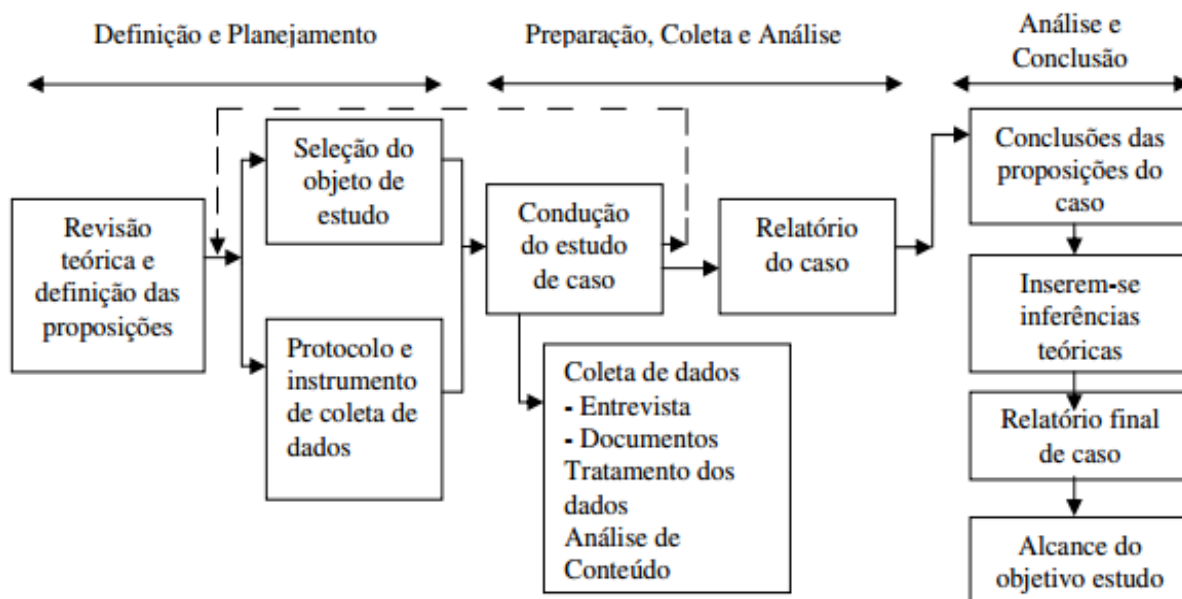 Definição e Planejamento
Preparação, Coleta e Análise
Análise e
Conclusão
Revisão
teórica e
definição das
proposições
Seleção do
objeto de
estudo
Protocolo e
instrumento
de coleta de
dados
Condução
do estudo
de caso
Coleta de dados
- Entrevista
- Documentos
Tratamento dos
dados
Análise de
Conteúdo
Relatório
do caso
Conclusões das
proposições do
caso
Inserem-se
inferências
teóricas
Relatório final
de caso
Alcance do
objetivo estudo